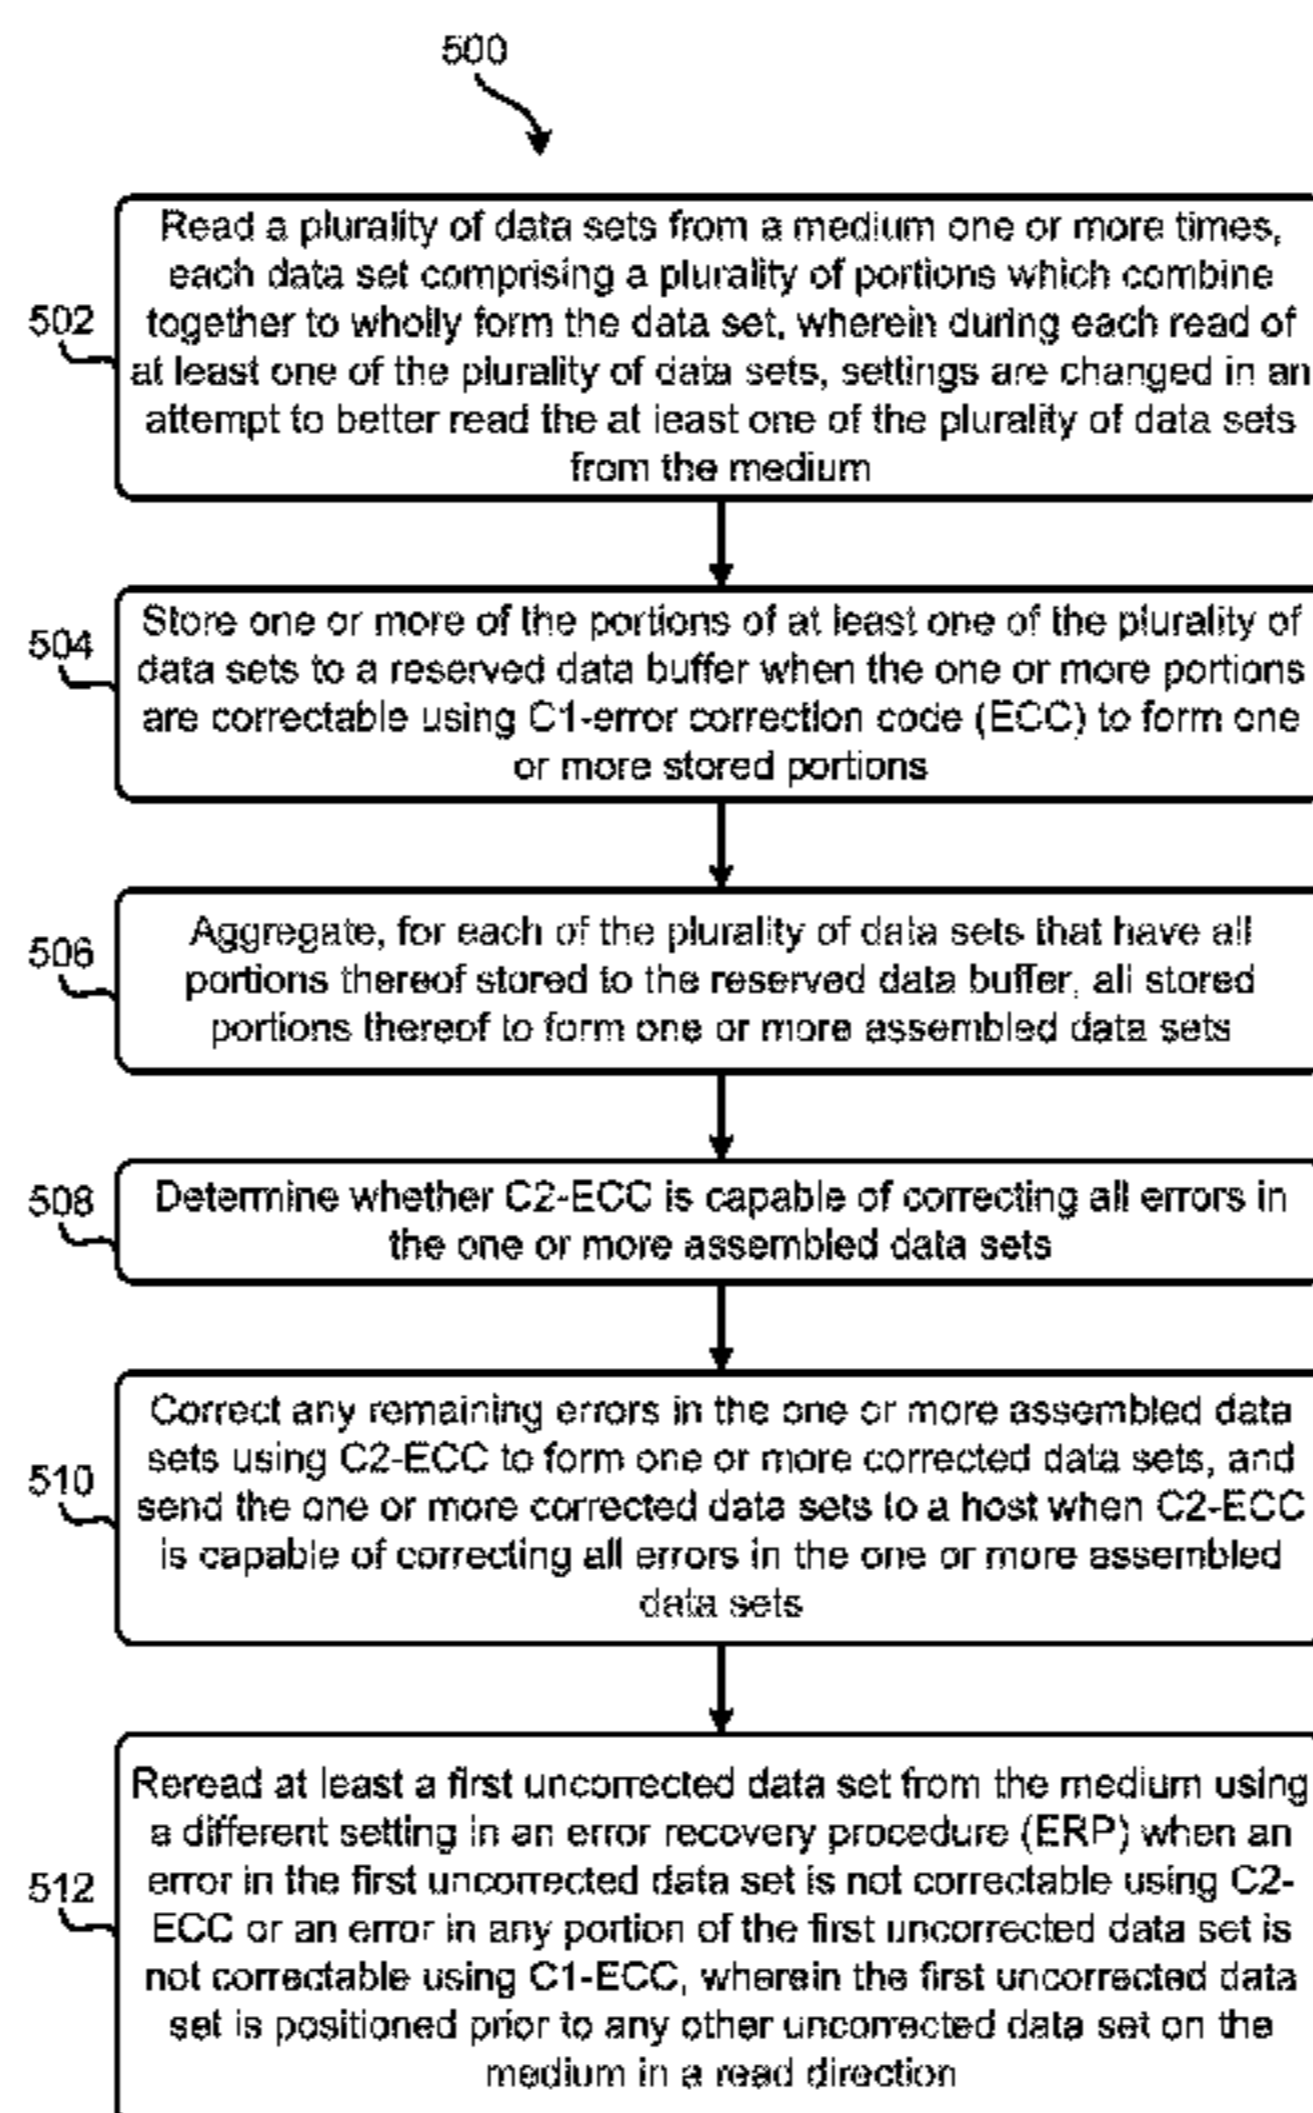 500
502
Read a plurality of data sets from a medium one or more times,
each data set comprising a plurality of portions which combine
together to wholly form the data set, wherein during each read of
at least one of the plurality of data sets, settings are changed in an
attempt to better read the at least one of the plurality of data sets
from the medium
504
Store one or more of the portions of at least one of the plurality of
data sets to a reserved data buffer when the one or more portions
are correctable using C1-error correction code (ECC) to form one
or more stored portions
506
Aggregate, for each of the plurality of data sets that have all
portions thereof stored to the reserved data buffer, all stored
portions thereof to form one or more assembled data sets
508
Determine whether C2-ECC is capable of correcting all errors in
the one or more assembled data sets
510
Correct any remaining errors in the one or more assembled data
sets using C2-ECC to form one or more corrected data sets, and
send the one or more corrected data sets to a host when C2-ECC
is capable of correcting all errors in the one or more assembled
data sets
512
Reread at least a first uncorrected data set from the medium using
a different setting in an error recovery procedure (ERP) when an
error in the first uncorrected data set is not correctable using C2-
ECC or an error in any portion of the first uncorrected data set is
not correctable using C1-ECC, wherein the first uncorrected data
set is positioned prior to any other uncorrected data set on the
medium in a read direction